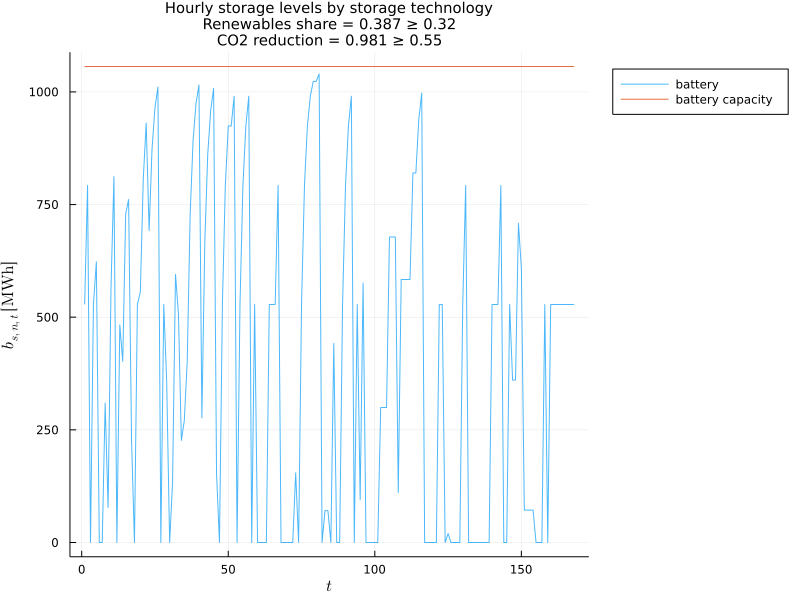 Hourly storage levels by storage technology
Renewables share = 0.387 ≥ 0.32
CO2 reduction = 0.981 ≥ 0.55
battery
battery capacity
1000
750
500
250
0
b_{s, n, t} [MWh]
0 50 100 150
t